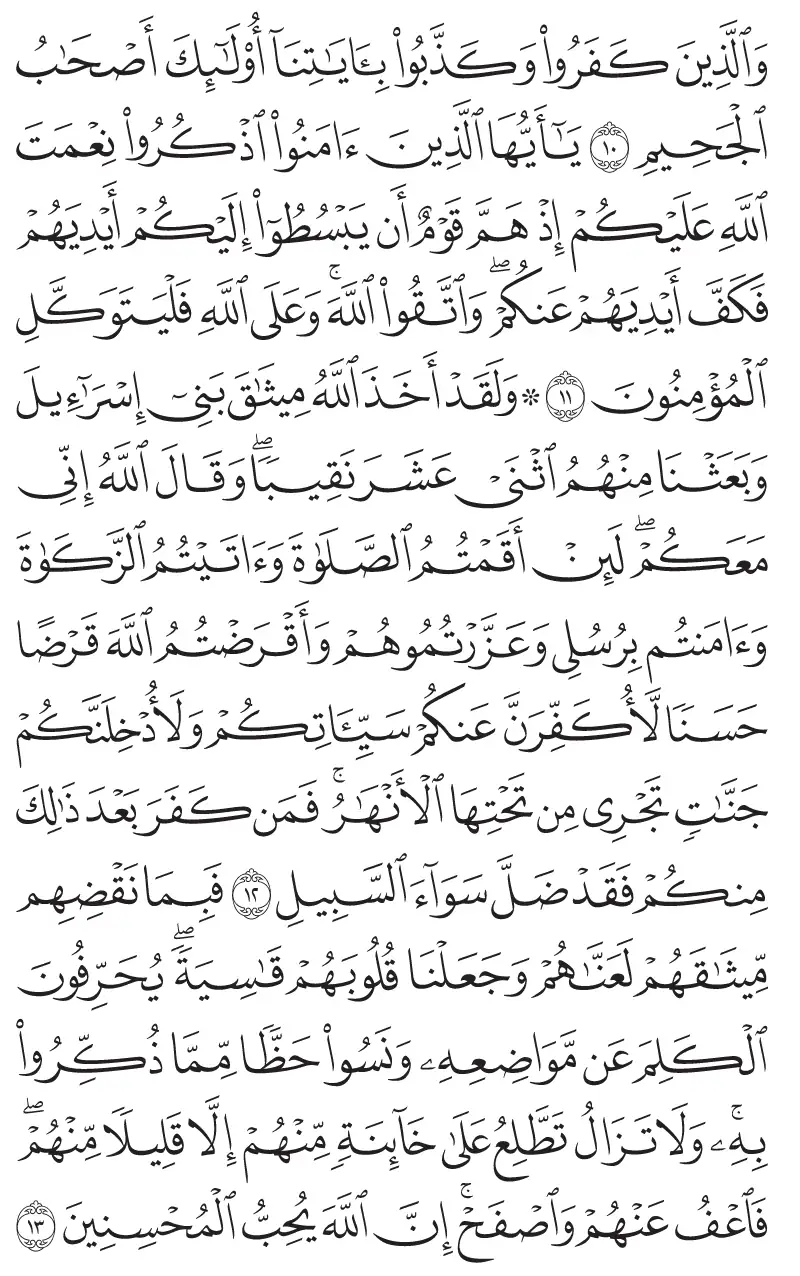 وَٱلَّذِينَ كَفَرُوا۟ وَكَذَّبُوا۟ بِـَٔايَـٰتِنَآ أُو۟لَـٰٓئِكَ أَصْحَـٰبُ
ٱلْجَحِيمِ ١٠ يَـٰٓأَيُّهَا ٱلَّذِينَ ءَامَنُوا۟ ٱذْكُرُوا۟ نِعْمَتَ
ٱللَّهِ عَلَيْكُمْ إِذْ هَمَّ قَوْمٌ أَن يَبْسُطُوٓا۟ إِلَيْكُمْ أَيْدِيَهُمْ
فَكَفَّ أَيْدِيَهُمْ عَنكُمْ ۖ وَٱتَّقُوا۟ ٱللَّهَ ۚ وَعَلَى ٱللَّهِ فَلْيَتَوَكَّلِ
ٱلْمُؤْمِنُونَ ١١ * وَلَقَدْ أَخَذَ ٱللَّهُ مِيثَـٰقَ بَنِىٓ إِسْرَٰٓءِيلَ
وَبَعَثْنَا مِنْهُمُ ٱثْنَىْ عَشَرَ نَقِيبًا ۖ وَقَالَ ٱللَّهُ إِنِّى
مَعَكُمْ ۖ لَئِنْ أَقَمْتُمُ ٱلصَّلَوٰةَ وَءَاتَيْتُمُ ٱلزَّكَوٰةَ
وَءَامَنتُم بِرُسُلِى وَعَزَّرْتُمُوهُمْ وَأَقْرَضْتُمُ ٱللَّهَ قَرْضًا
حَسَنًا لَّأُكَفِّرَنَّ عَنكُمْ سَيِّـَٔاتِكُمْ وَلَأُدْخِلَنَّكُمْ
جَنَّـٰتٍ تَجْرِى مِن تَحْتِهَا ٱلْأَنْهَـٰرُ ۚ فَمَن كَفَرَ بَعْدَ ذَٰلِكَ
مِنكُمْ فَقَدْ ضَلَّ سَوَآءَ ٱلسَّبِيلِ ١٢ فَبِمَا نَقْضِهِم
مِّيثَـٰقَهُمْ لَعَنَّـٰهُمْ وَجَعَلْنَا قُلُوبَهُمْ قَـٰسِيَةً ۖ يُحَرِّفُونَ
ٱلْكَلِمَ عَن مَّوَاضِعِهِۦ وَنَسُوا۟ حَظًّا مِّمَّا ذُكِّرُوا۟
بِهِۦ ۚ وَلَا تَزَالُ تَطَّلِعُ عَلَىٰ خَآئِنَةٍ مِّنْهُمْ إِلَّا قَلِيلًا مِّنْهُمْ ۖ
فَٱعْفُ عَنْهُمْ وَٱصْفَحْ ۚ إِنَّ ٱللَّهَ يُحِبُّ ٱلْمُحْسِنِينَ ١٣